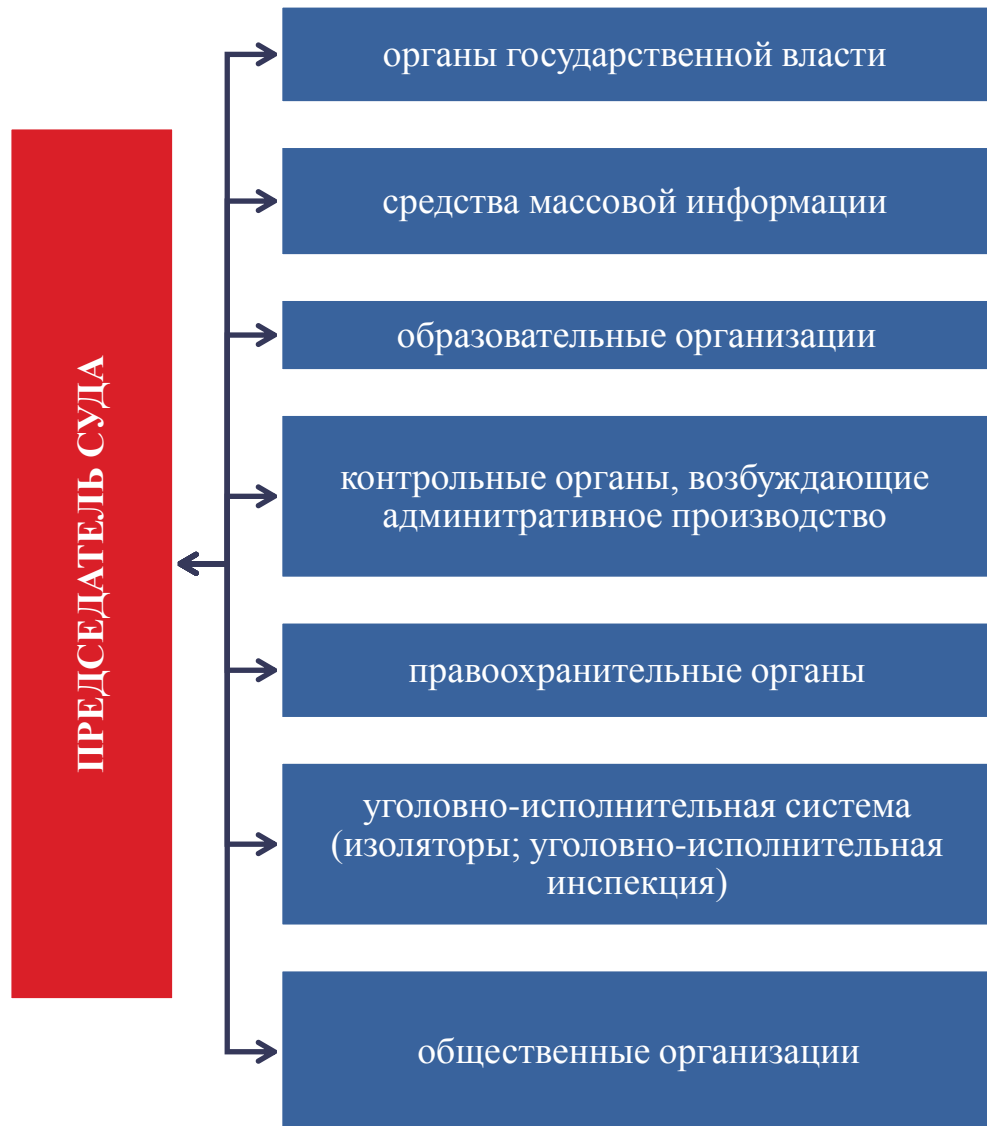 ПРЕДСЕДАТЕЛЬ СУДА
органы государственной власти
средства массовой информации
образовательные организации
контрольные органы, возбуждающие
админитративное производство
правоохранительные органы
уголовно-исполнительная система
(изоляторы; уголовно-исполнительная
инспекция)
общественные организации